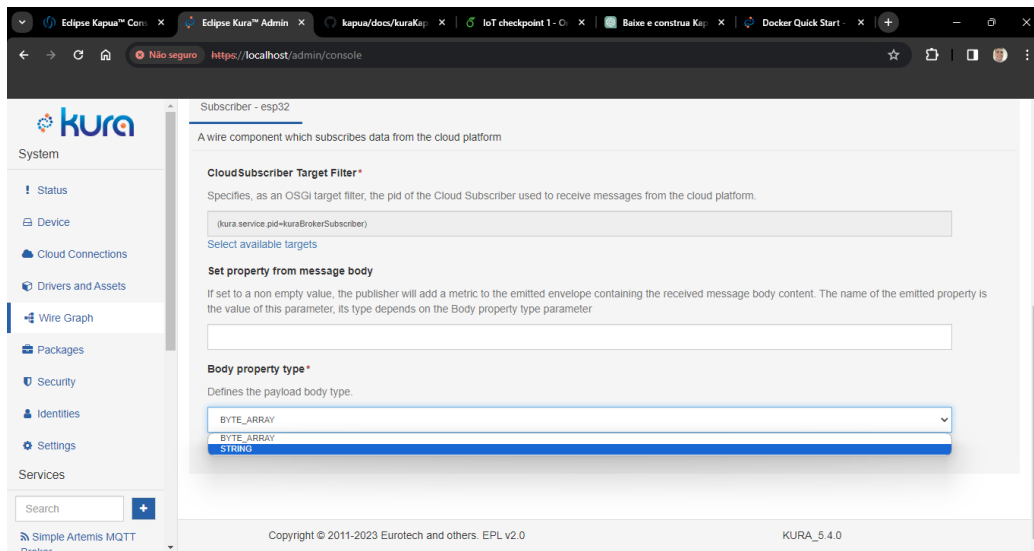 Eclipse Kapua™ Con
Eclipse Kura™ Admin
kapua/docs/kuraKap
IoT checkpoint 1 - O
Baixe e construa Kap
Docker Quick Start -
Não seguro https://localhost/admin/console
kura
System
Status
Device
Cloud Connections
Drivers and Assets
Wire Graph
Packages
Security
Identities
Settings
Services
Search
+
Simple Artemis MQTT
Broker
Subscriber - esp32
A wire component which subscribes data from the cloud platform
CloudSubscriber Target Filter*
Specifies, as an OSGi target filter, the pid of the Cloud Subscriber used to receive messages from the cloud platform.
(kura.service.pid=kuraBrokerSubscriber)
Select available targets
Set property from message body
If set to a non empty value, the publisher will add a metric to the emitted envelope containing the received message body content. The name of the emitted property is
the value of this parameter, its type depends on the Body property type parameter
Body property type*
Defines the payload body type.
BYTE_ARRAY
BYTE_ARRAY
STRING
Copyright © 2011-2023 Eurotech and others. EPL v2.0
KURA_5.4.0